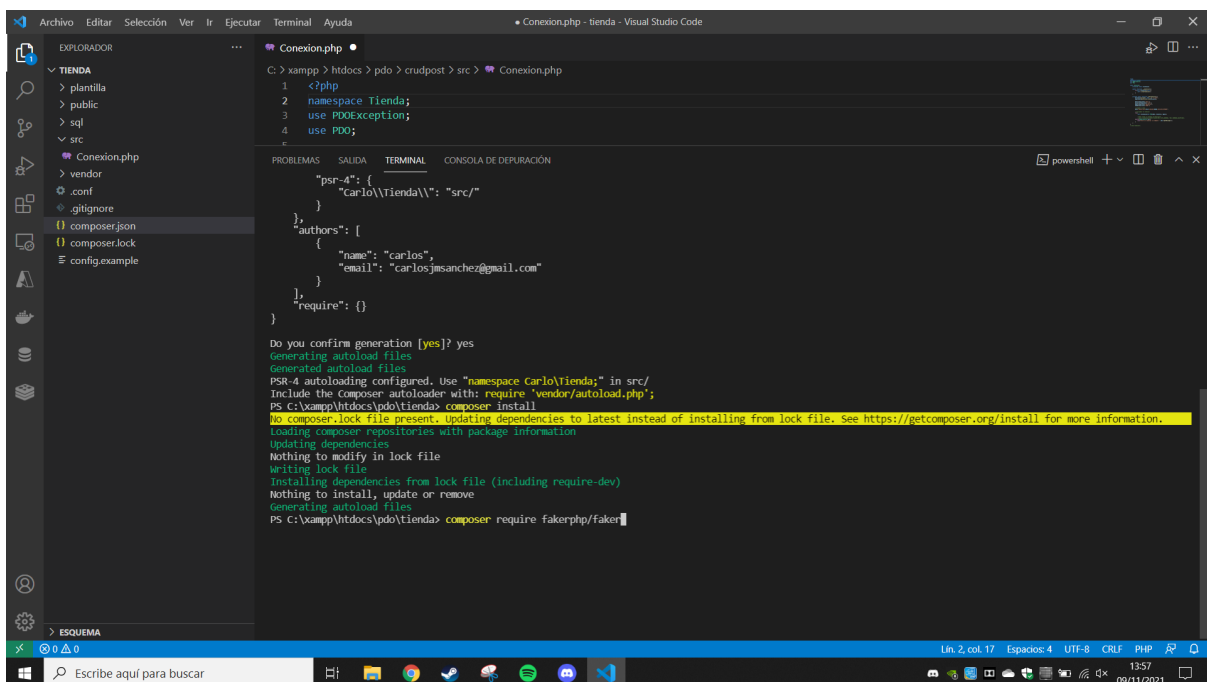 Archivo Editar Selección Ver Ir Ejecutar Terminal Ayuda
● Conexion.php - tienda - Visual Studio Code
EXPLORADOR
TIENDA
plantilla
public
sql
src
Conexion.php
vendor
.conf
.gitignore
composer.json
composer.lock
config.example
ESQUEMA
Conexion.php ●
C: > xampp > htdocs > pdo > crudpost > src > Conexion.php
1 <?php
2 namespace Tienda;
3 use PDOException;
4 use PDO;
PROBLEMAS SALIDA TERMINAL CONSOLA DE DEPURACIÓN
powershell
"psr-4": {
"Carlo\\Tienda\\": "src/"
}
},
"authors": [
{
"name": "carlos",
"email": "carlosjmsanchez@gmail.com"
}
],
"require": {}
}
Do you confirm generation [yes]? yes
Generating autoload files
Generated autoload files
PSR-4 autoloading configured. Use "namespace Carlo\Tienda;" in src/
Include the Composer autoloader with: require 'vendor/autoload.php';
PS C:\xampp\htdocs\pdo\tienda> composer install
No composer.lock file present. Updating dependencies to latest instead of installing from lock file. See https://getcomposer.org/install for more information.
Loading composer repositories with package information
Updating dependencies
Nothing to modify in lock file
Writing lock file
Installing dependencies from lock file (including require-dev)
Nothing to install, update or remove
Generating autoload files
PS C:\xampp\htdocs\pdo\tienda> composer require fakerphp/faker
0 0
Lín. 2, col. 17 Espacios: 4 UTF-8 CRLF PHP
Escribe aquí para buscar
13:57
09/11/2021